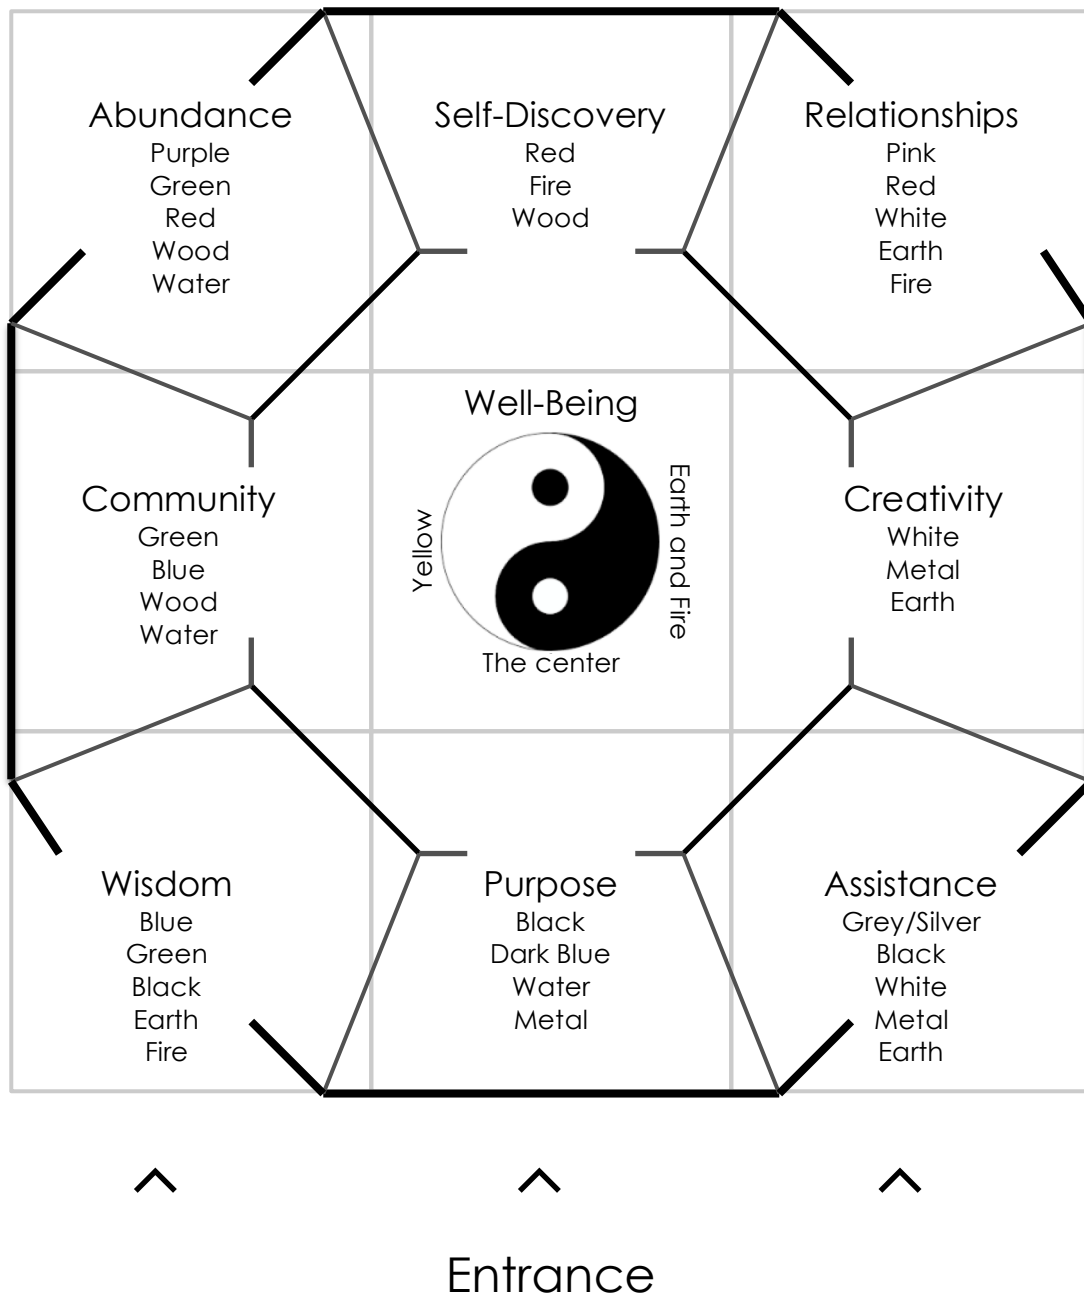 Abundance
Purple
Green
Red
Wood
Water
Self-Discovery
Red
Fire
Wood
Relationships
Pink
Red
White
Earth
Fire
Community
Green
Blue
Wood
Water
Well-Being
Yellow
Earth and Fire
The center
Creativity
White
Metal
Earth
Wisdom
Blue
Green
Black
Earth
Fire
Purpose
Black
Dark Blue
Water
Metal
Assistance
Grey/Silver
Black
White
Metal
Earth
Entrance